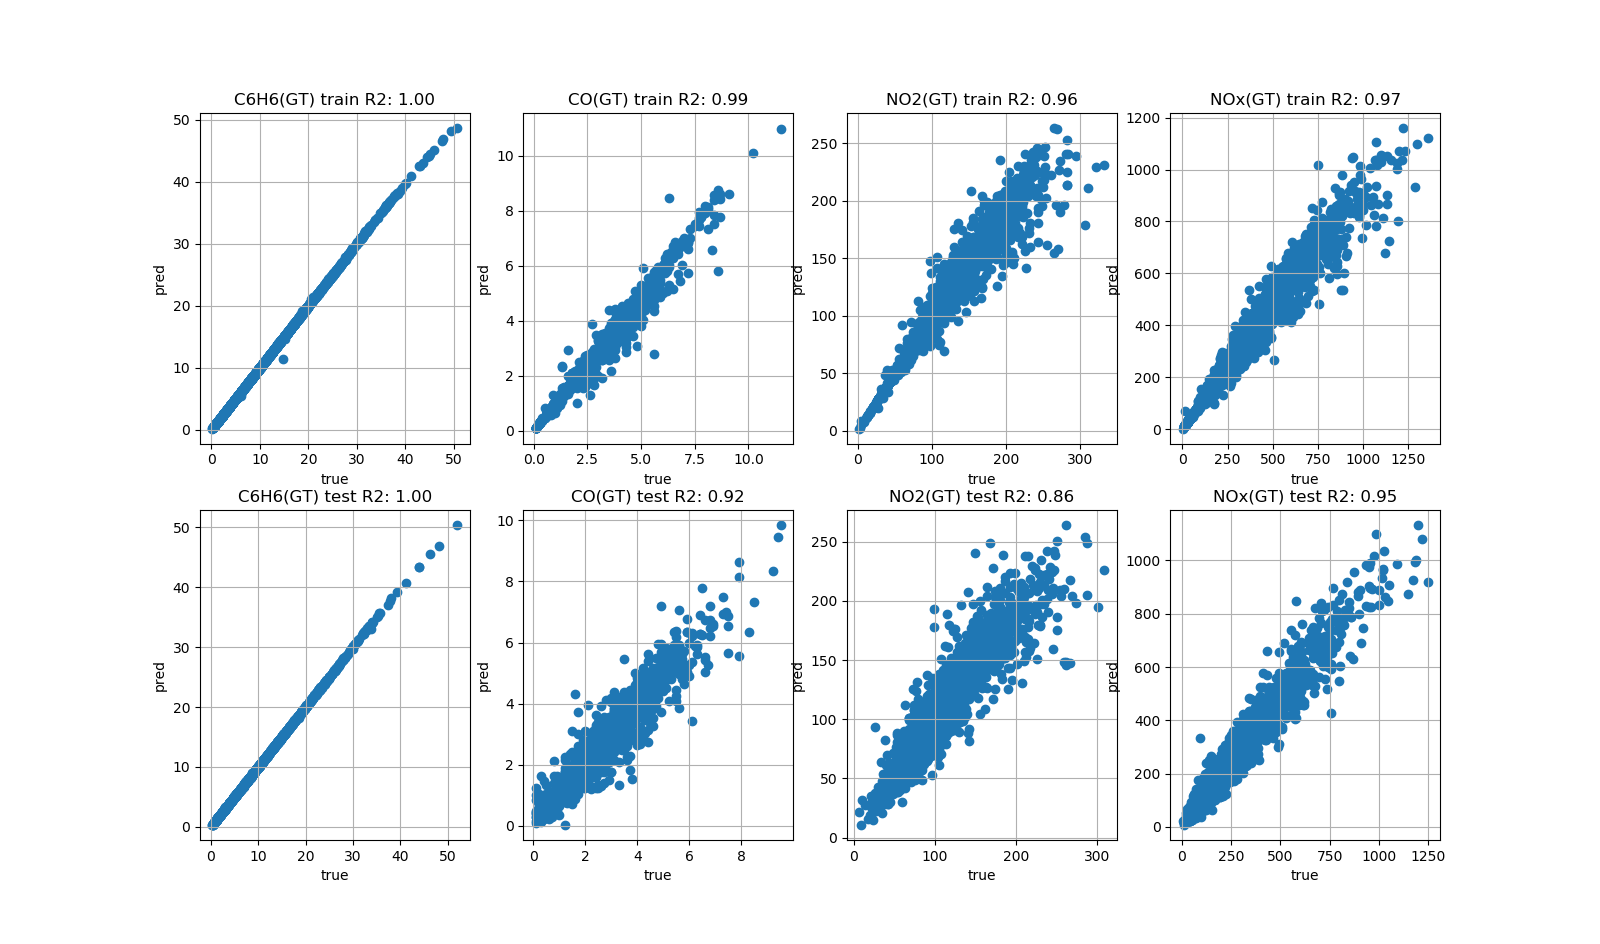 C6H6(GT) train R2: 1.00
50
40
30
20
10
0
pred
0 10 20 30 40 50
true
CO(GT) train R2: 0.99
10
8
6
4
2
0
pred
0.0 2.5 5.0 7.5 10.0
true
NO2(GT) train R2: 0.96
250
200
150
100
50
0
pred
0 100 200 300
true
NOx(GT) train R2: 0.97
1200
1000
800
600
400
200
0
pred
0 250 500 750 1000 1250
true
C6H6(GT) test R2: 1.00
50
40
30
20
10
0
pred
0 10 20 30 40 50
true
CO(GT) test R2: 0.92
10
8
6
4
2
0
pred
0 2 4 6 8
true
NO2(GT) test R2: 0.86
250
200
150
100
50
0
pred
0 100 200 300
true
NOx(GT) test R2: 0.95
1000
800
600
400
200
0
pred
0 250 500 750 1000 1250
true